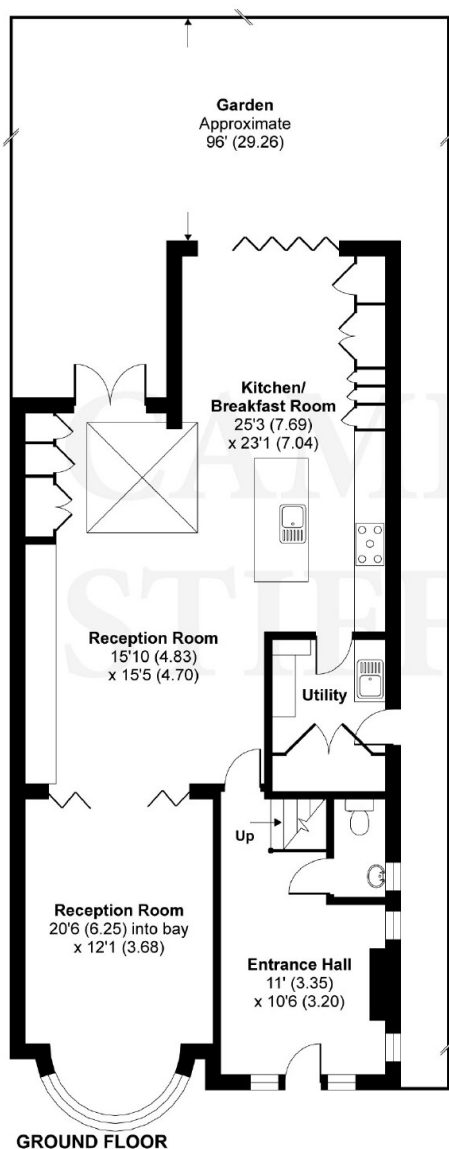 Garden
Approximate
96' (29.26)
Kitchen/
Breakfast Room
25'3 (7.69)
x 23'1 (7.04)
Reception Room
15'10 (4.83)
x 15'5 (4.70)
Utility
Up
Reception Room
20'6 (6.25) into bay
x 12'1 (3.68)
Entrance Hall
11' (3.35)
x 10'6 (3.20)
GROUND FLOOR